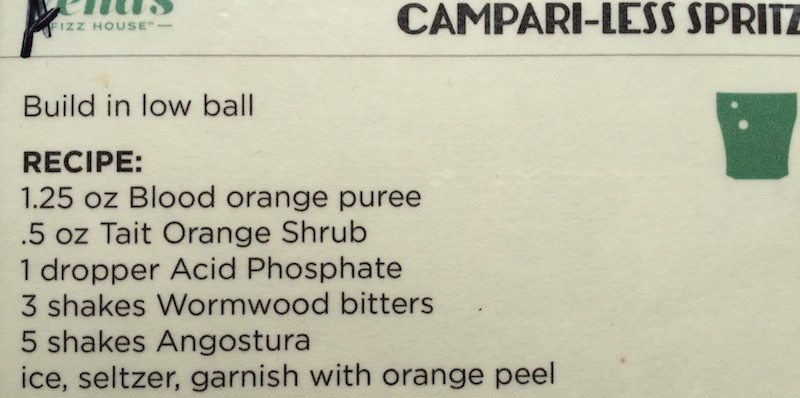 FIZZ HOUSE™
CAMPARI-LESS SPRITZ
Build in low ball
RECIPE:
1.25 oz Blood orange puree
.5 oz Tait Orange Shrub
1 dropper Acid Phosphate
3 shakes Wormwood bitters
5 shakes Angostura
ice, seltzer, garnish with orange peel